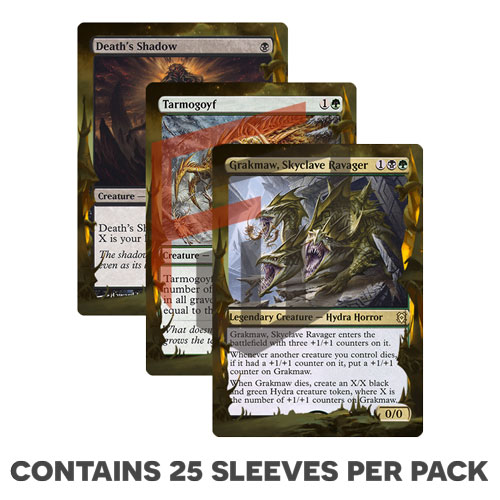 Death's Shadow
Creature —
Death's S
X is your
The shadow
even as its
Tarmogoyf 1
Creature —
Tarmogoyf
number of
in all grave
equal to th
What doesn
grows the t
Grakmaw, Skyclave Ravager 1
Legendary Creature — Hydra Horror
Grakmaw, Skyclave Ravager enters the
battlefield with three +1/+1 counters on it.
Whenever another creature you control dies,
if it had a +1/+1 counter on it, put a +1/+1
counter on Grakmaw.
When Grakmaw dies, create an X/X black
and green Hydra creature token, where X is
the number of +1/+1 counters on Grakmaw.
0/0
CONTAINS 25 SLEEVES PER PACK